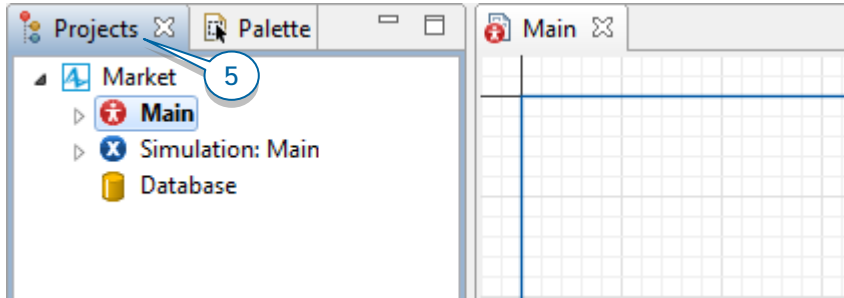 Projects Palette Main
Market 5
Main
Simulation: Main
Database